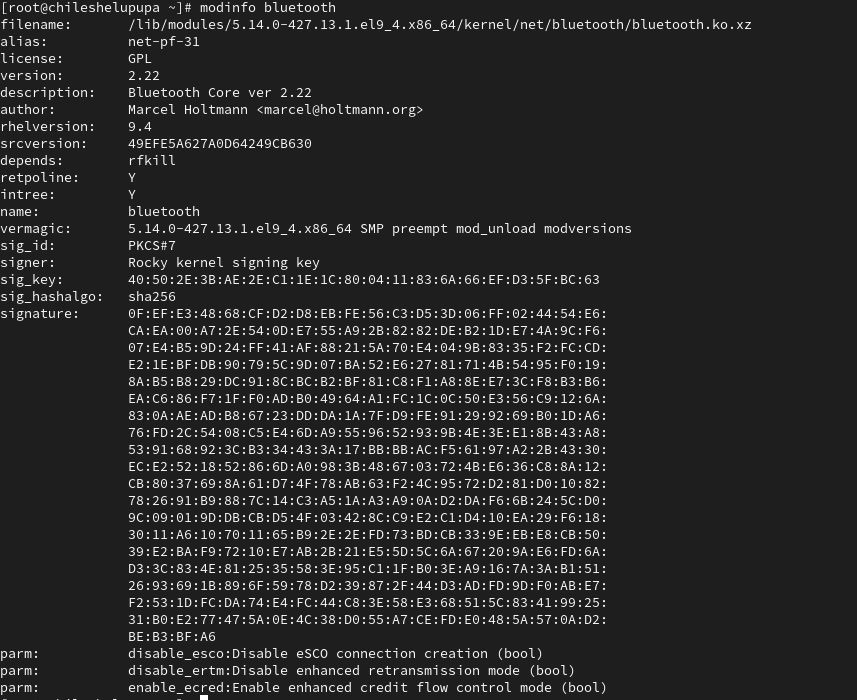 [root@chileshelupupa ~]# modinfo bluetooth
filename:       /lib/modules/5.14.0-427.13.1.el9_4.x86_64/kernel/net/bluetooth/bluetooth.ko.xz
alias:          net-pf-31
license:        GPL
version:        2.22
description:    Bluetooth Core ver 2.22
author:         Marcel Holtmann <marcel@holtmann.org>
rhelversion:    9.4
srcversion:     49EFE5A627A0D64249CB630
depends:        rfkill
retpoline:      Y
intree:         Y
name:           bluetooth
vermagic:       5.14.0-427.13.1.el9_4.x86_64 SMP preempt mod_unload modversions
sig_id:         PKCS#7
signer:         Rocky kernel signing key
sig_key:        40:50:2E:3B:AE:2E:C1:1E:1C:80:04:11:83:6A:66:EF:D3:5F:BC:63
sig_hashalgo:   sha256
signature:      0F:EF:E3:48:68:CF:D2:D8:EB:FE:56:C3:D5:3D:06:FF:02:44:54:E6:
CA:EA:00:A7:2E:54:0D:E7:55:A9:2B:82:82:DE:B2:1D:E7:4A:9C:F6:
07:E4:B5:9D:24:FF:41:AF:88:21:5A:70:E4:04:9B:83:35:F2:FC:CD:
E2:1E:BF:DB:90:79:5C:9D:07:BA:52:E6:27:81:71:4B:54:95:F0:19:
8A:B5:B8:29:DC:91:8C:BC:B2:BF:81:C8:F1:A8:8E:E7:3C:F8:B3:B6:
EA:C6:86:F7:1F:F0:AD:B0:49:64:A1:FC:1C:0C:50:E3:56:C9:12:6A:
83:0A:AE:AD:B8:67:23:DD:DA:1A:7F:D9:FE:91:29:92:69:B0:1D:A6:
76:FD:2C:54:08:C5:E4:6D:A9:55:96:52:93:9B:4E:3E:E1:8B:43:A8:
53:91:68:92:3C:B3:34:43:3A:17:BB:BB:AC:F5:61:97:A2:2B:43:30:
EC:E2:52:18:52:86:6D:A0:98:3B:48:67:03:72:4B:E6:36:C8:8A:12:
CB:80:37:69:8A:61:D7:4F:78:AB:63:F2:4C:95:72:D2:81:D0:10:82:
78:26:91:B9:88:7C:14:C3:A5:1A:A3:A9:0A:D2:DA:F6:6B:24:5C:D0:
9C:09:01:9D:DB:CB:D5:4F:03:42:8C:C9:E2:C1:D4:10:EA:29:F6:18:
30:11:A6:10:70:11:65:B9:2E:2E:FD:73:BD:CB:33:9E:EB:E8:CB:50:
39:E2:BA:F9:72:10:E7:AB:2B:21:E5:5D:5C:6A:67:20:9A:E6:FD:6A:
D3:3C:83:4E:81:25:35:58:3E:95:C1:1F:B0:3E:A9:16:7A:3A:B1:51:
26:93:69:1B:89:6F:59:78:D2:39:87:2F:44:D3:AD:FD:9D:F0:AB:E7:
F2:53:1D:FC:DA:74:E4:FC:44:C8:3E:58:E3:68:51:5C:83:41:99:25:
31:B0:E2:77:47:5A:0E:4C:38:D0:55:A7:CE:FD:E0:48:5A:57:0A:D2:
BE:B3:BF:A6
parm:           disable_esco:Disable eSCO connection creation (bool)
parm:           disable_ertm:Disable enhanced retransmission mode (bool)
parm:           enable_ecred:Enable enhanced credit flow control mode (bool)